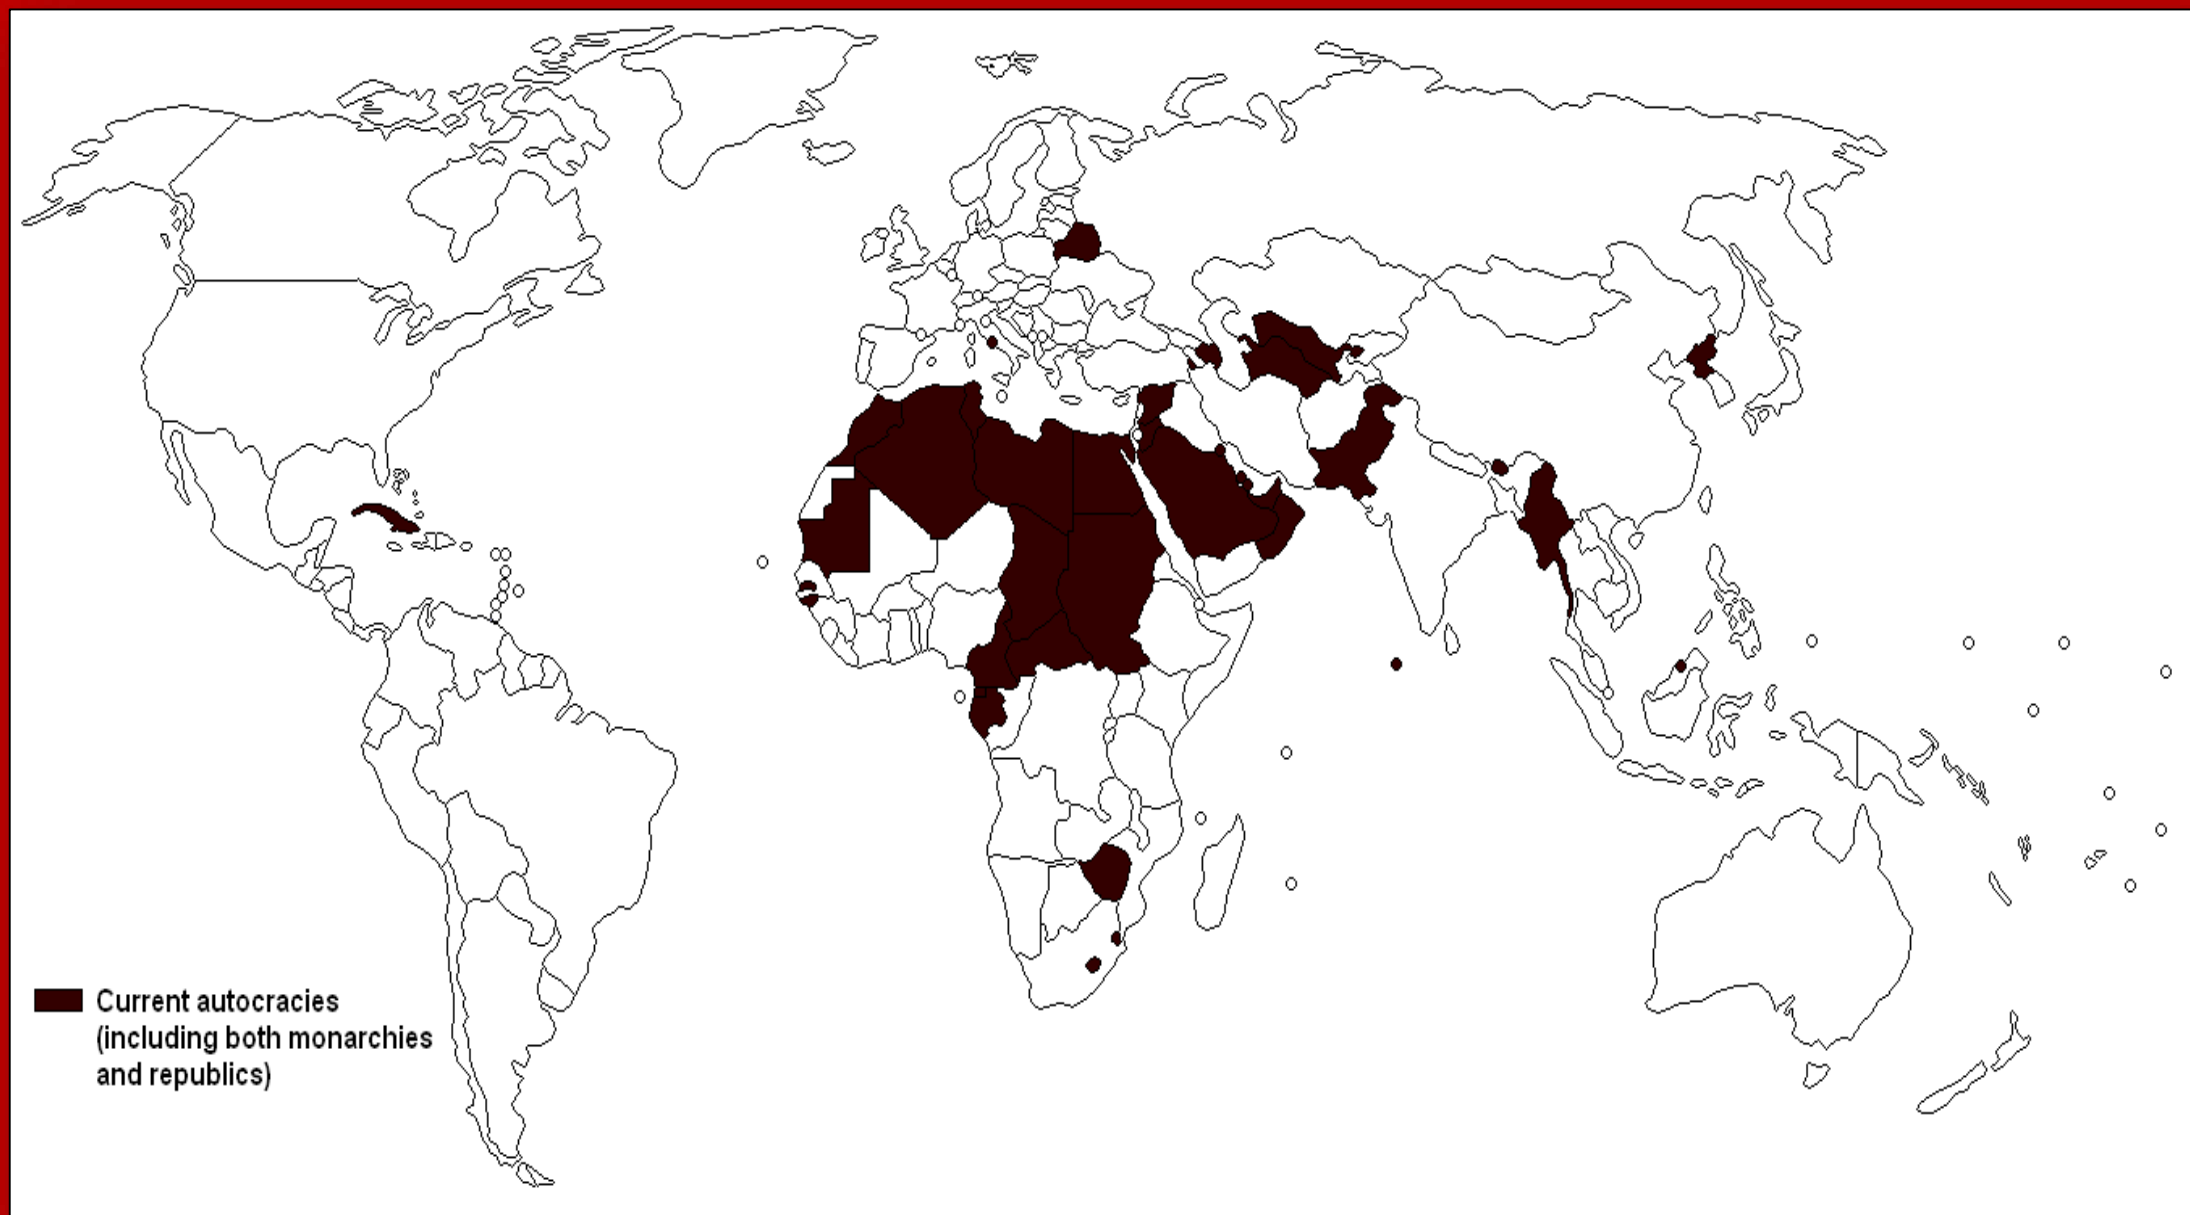 Current autocracies
(including both monarchies
and republics)